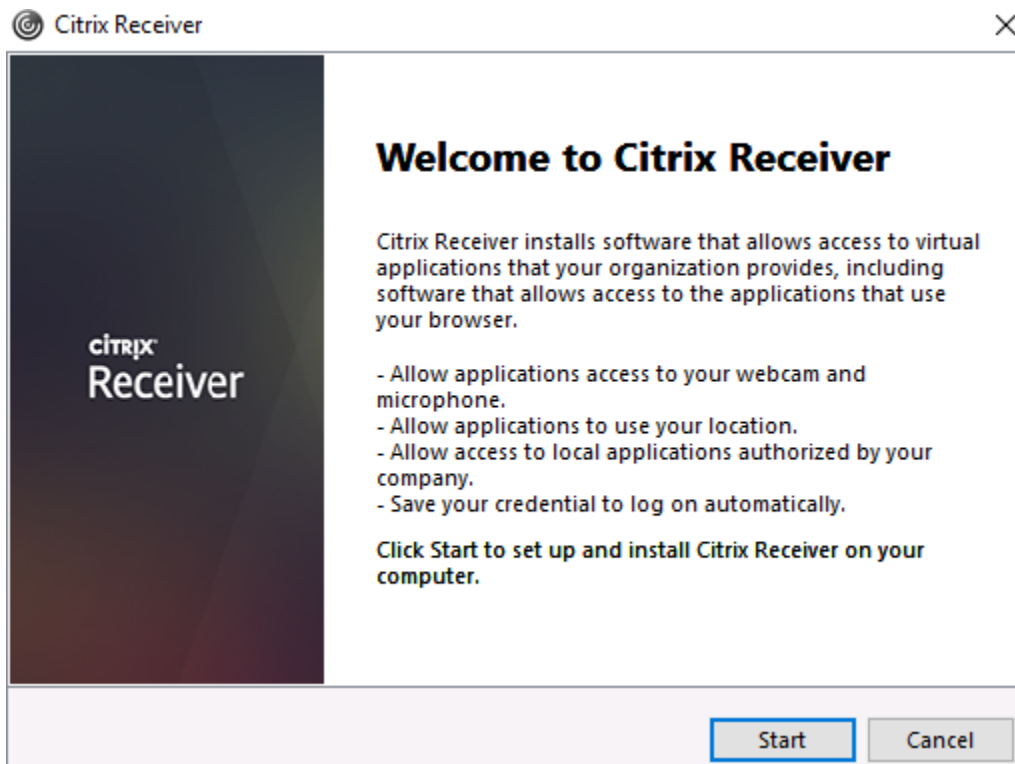 Citrix Receiver
Welcome to Citrix Receiver
Citrix Receiver installs software that allows access to virtual
applications that your organization provides, including
software that allows access to the applications that use
your browser.
- Allow applications access to your webcam and
microphone.
- Allow applications to use your location.
- Allow access to local applications authorized by your
company.
- Save your credential to log on automatically.
Click Start to set up and install Citrix Receiver on your
computer.
CİTRIX
Receiver
Start
Cancel